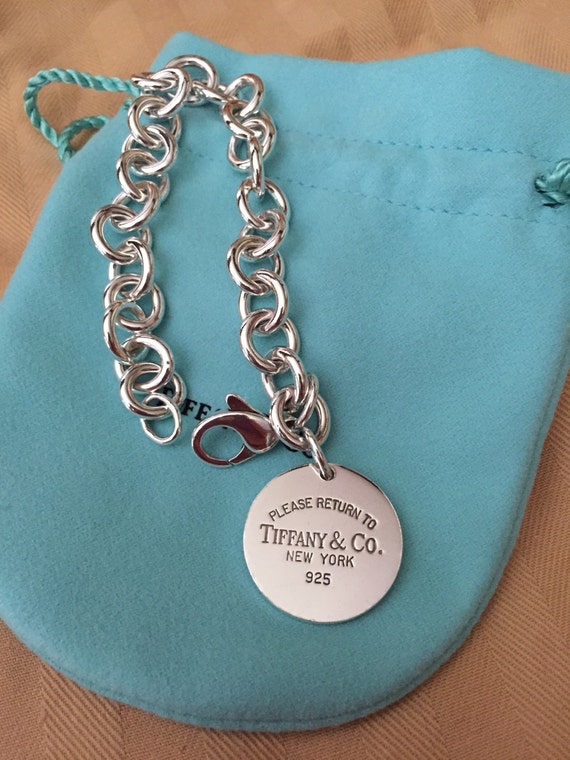 PLEASE RETURN TO
TIFFANY & CO.
NEW YORK
925